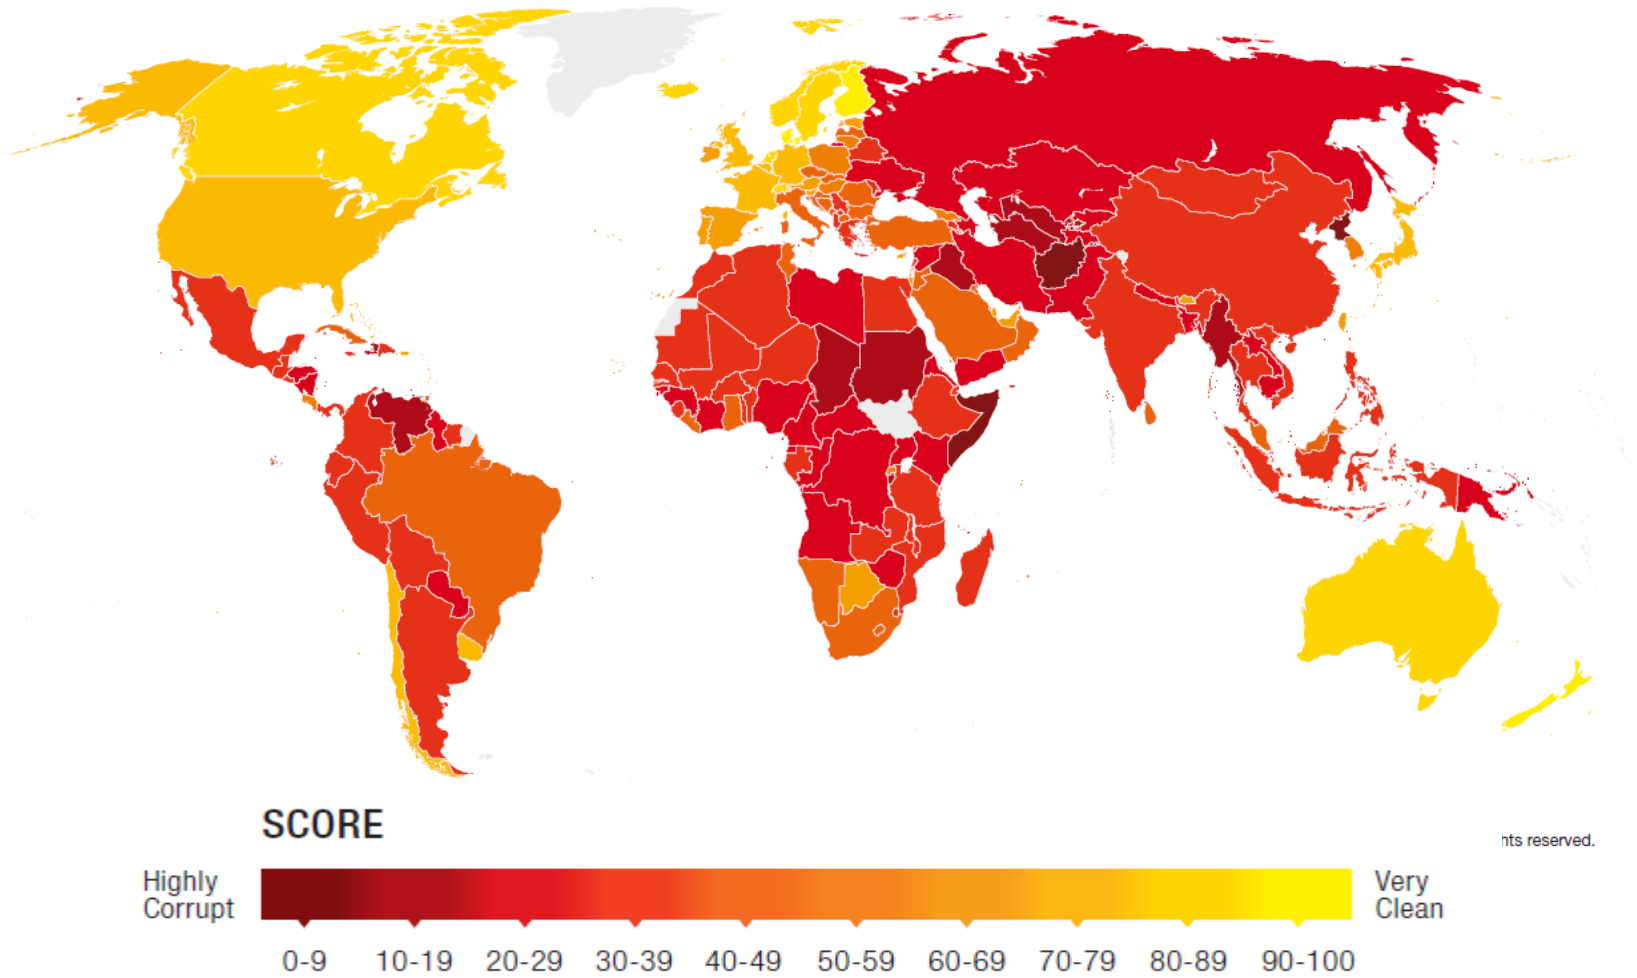 SCORE
hts reserved.
Highly
Corrupt
Very
Clean
0-9 10-19 20-29 30-39 40-49 50-59 60-69 70-79 80-89 90-100